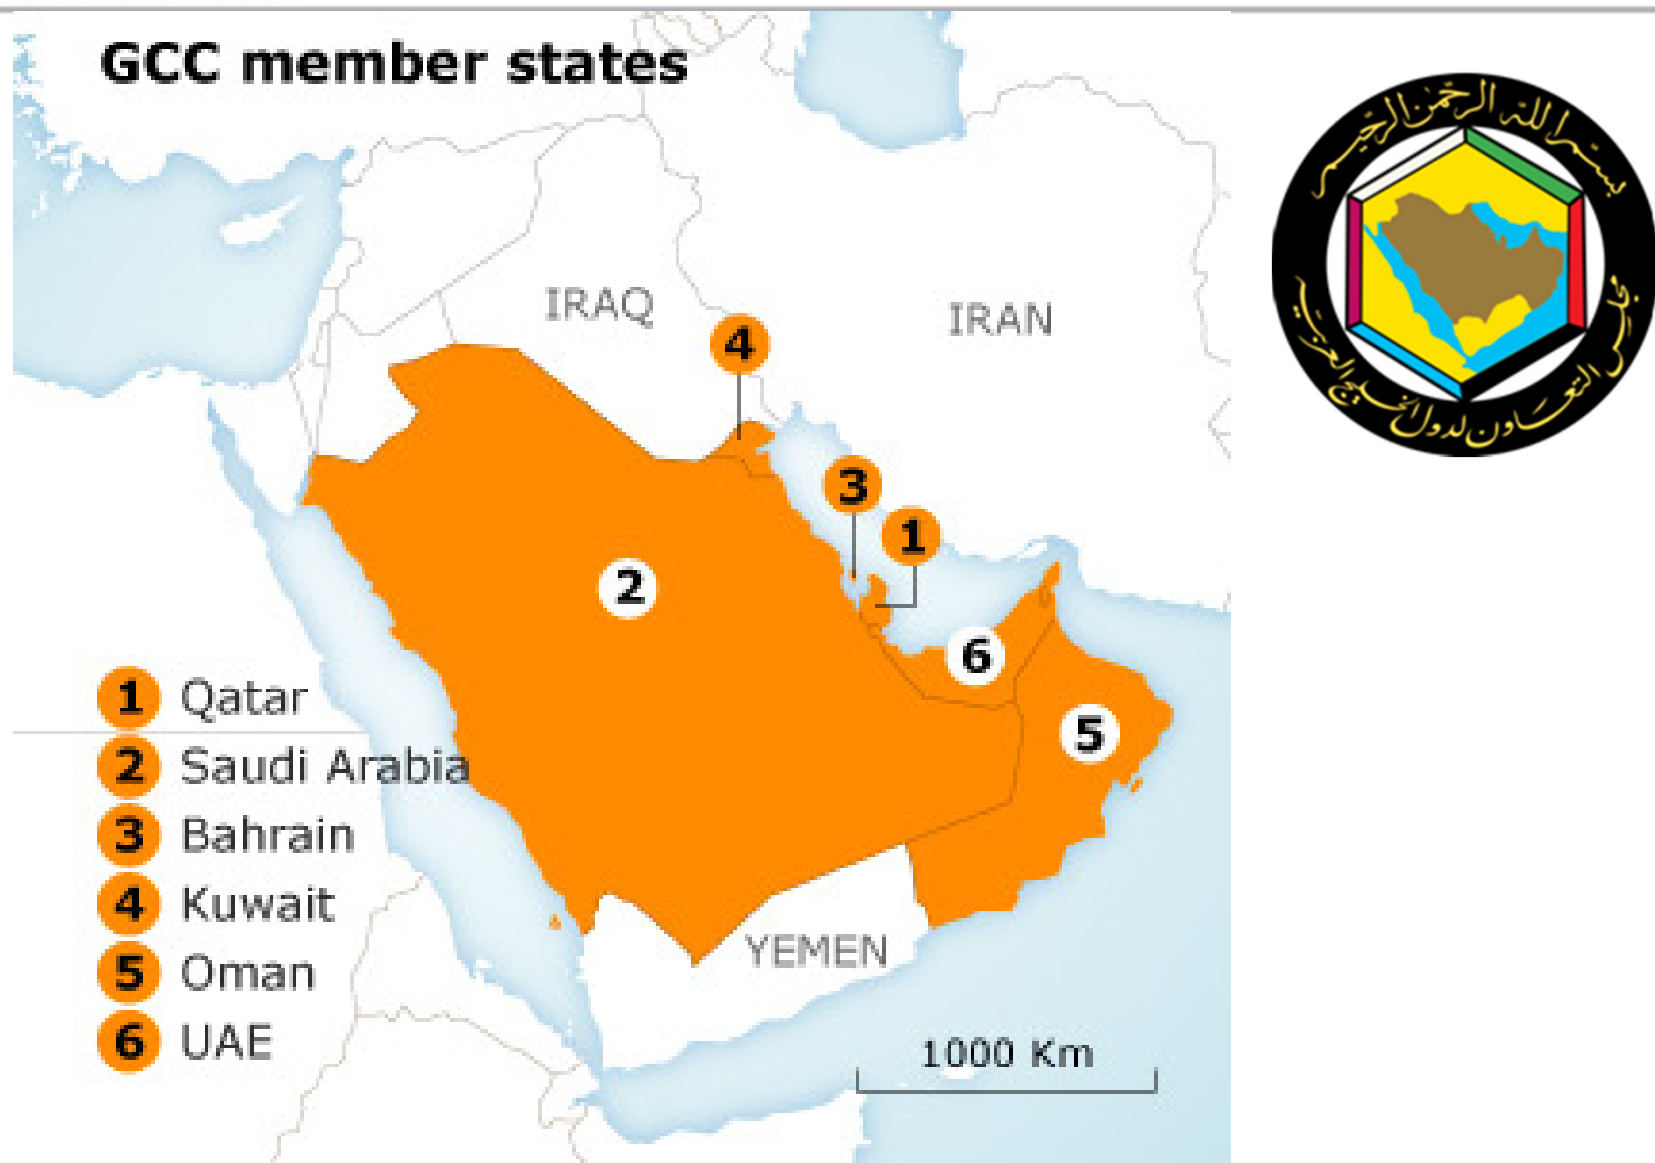 GCC member states
بسم الله الرحمن الرحيم
IRAQ
IRAN
4
3
1
2
6
5
1 Qatar
2 Saudi Arabia
3 Bahrain
4 Kuwait
5 Oman
6 UAE
YEMEN
1000 Km
مجلس التعاون لدول الخليج العربية